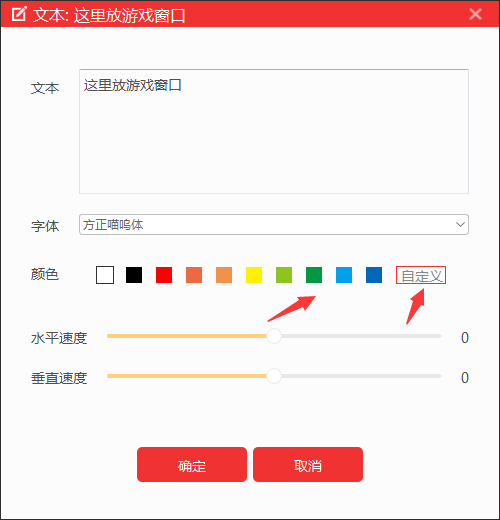 文本: 这里放游戏窗口
文本
这里放游戏窗口
字体
方正喵呜体
颜色
自定义
水平速度 0
垂直速度 0
确定 取消